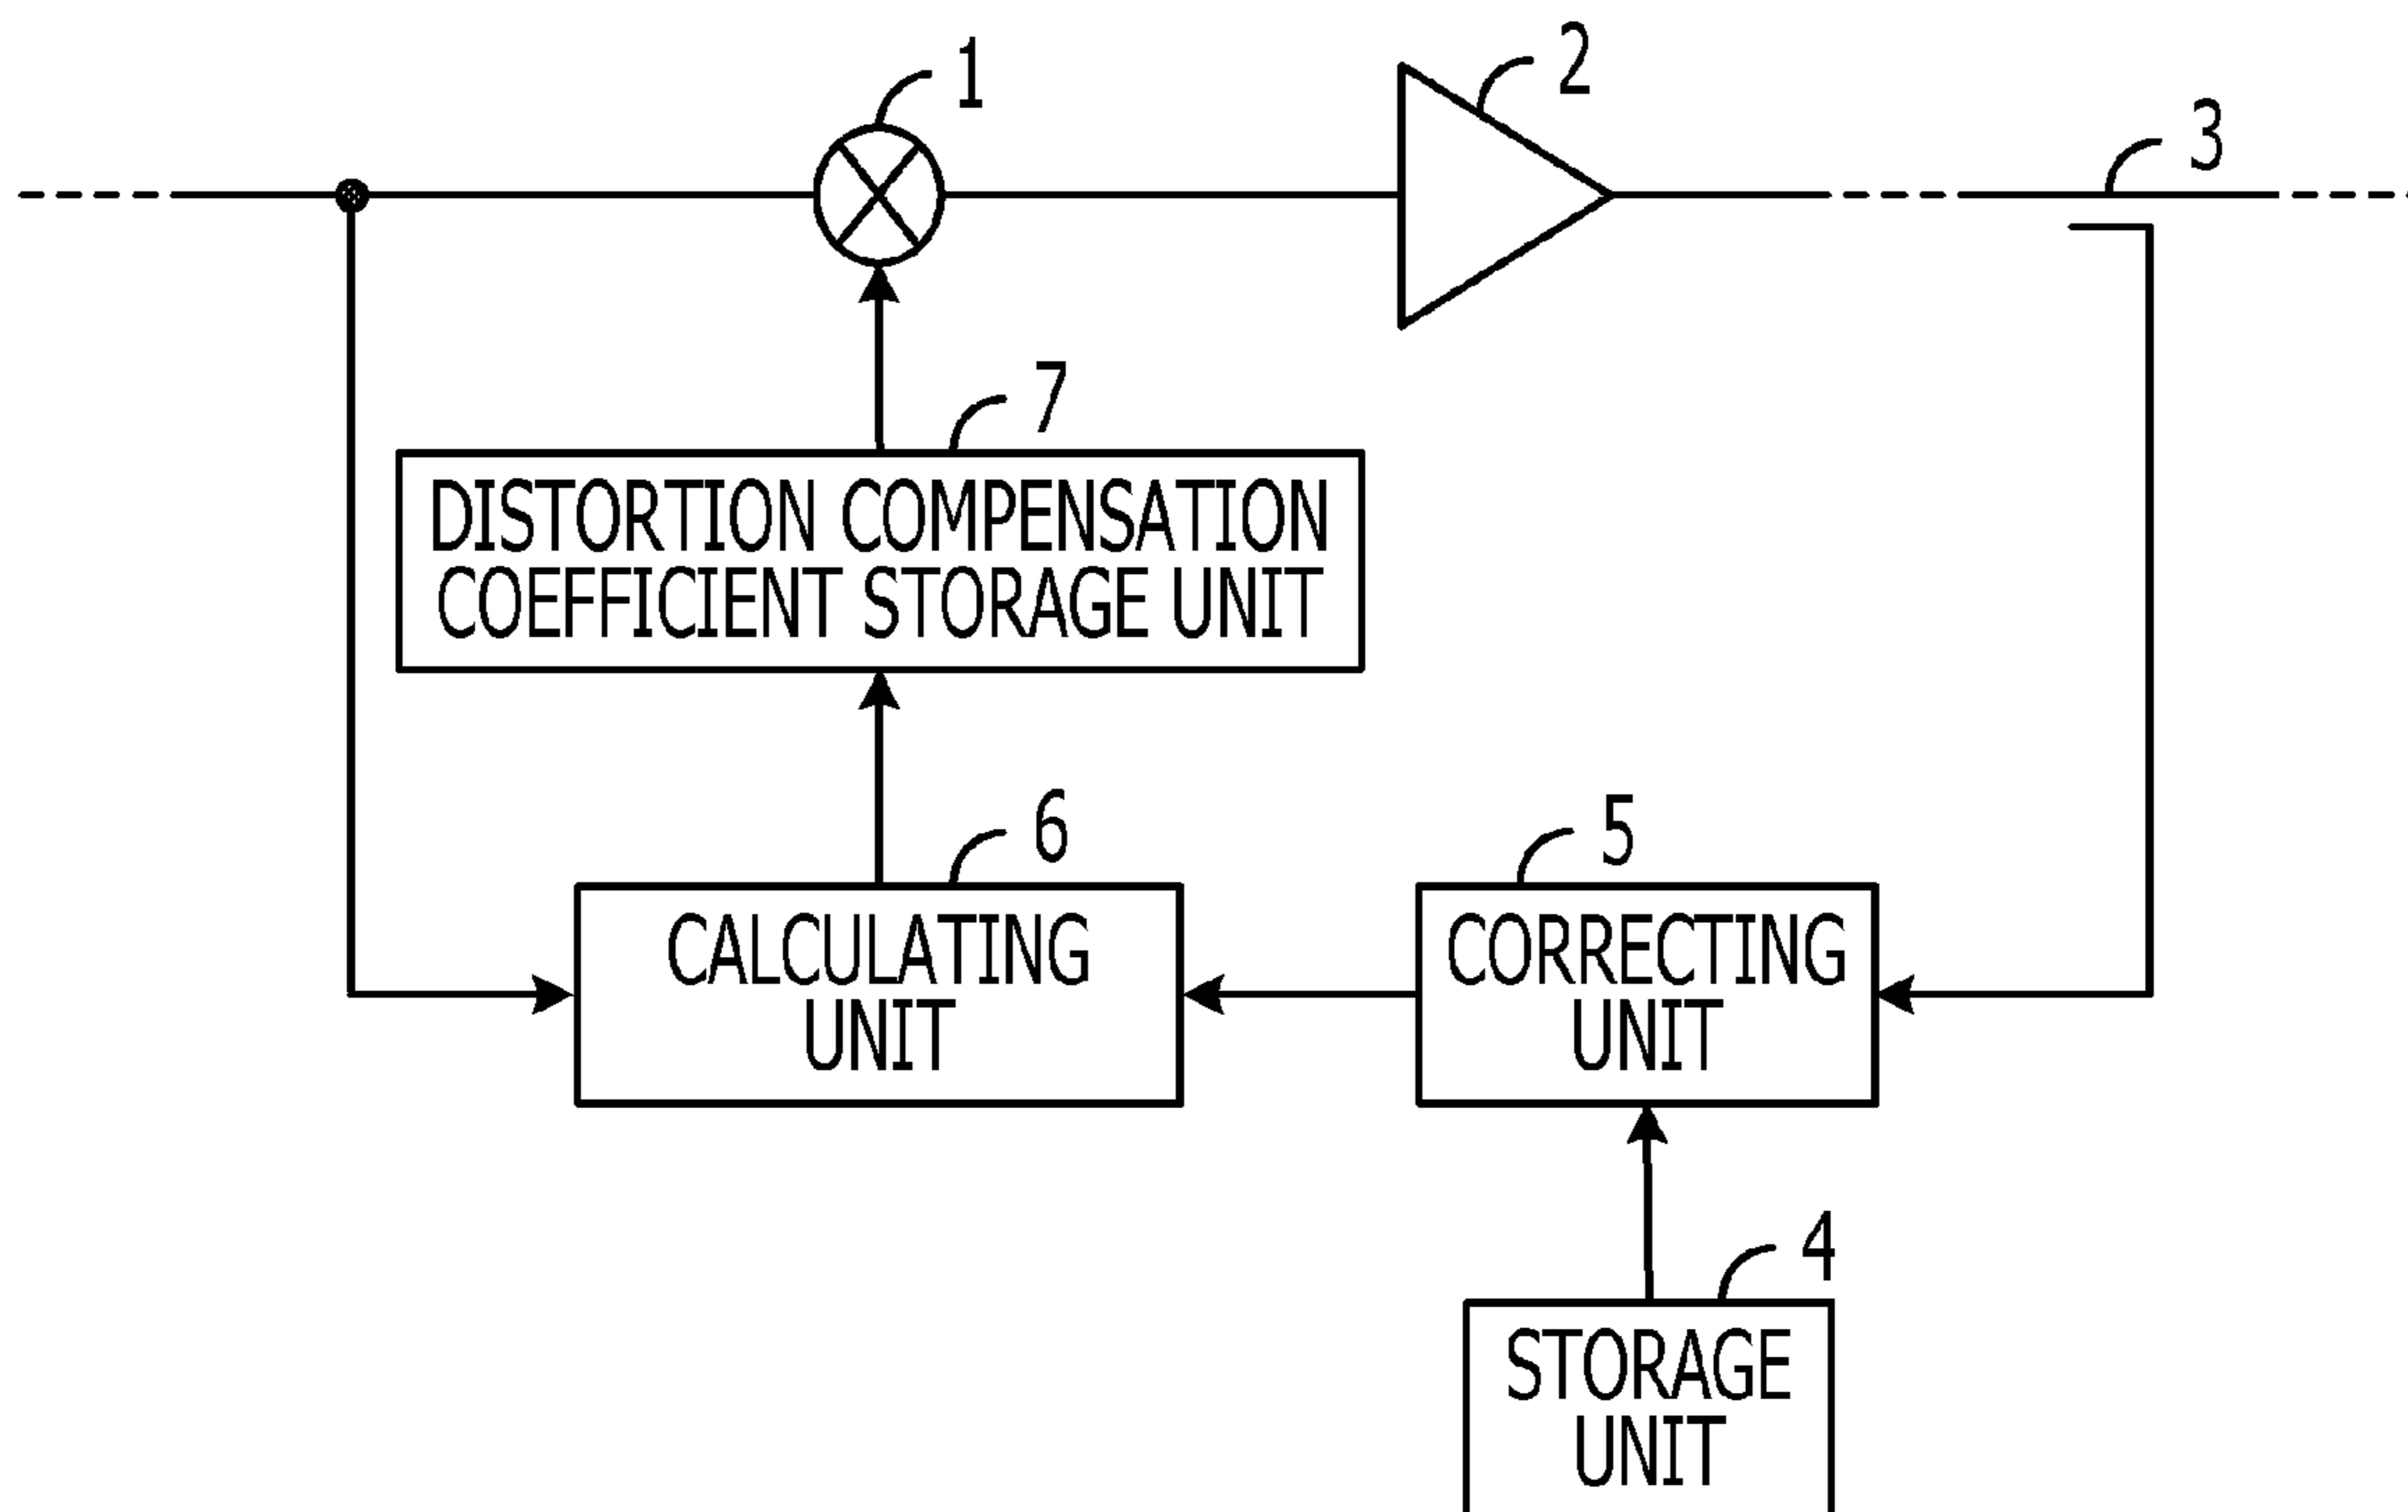 1
2
3
7
DISTORTION COMPENSATION
COEFFICIENT STORAGE UNIT
6
CALCULATING
UNIT
5
CORRECTING
UNIT
4
STORAGE
UNIT